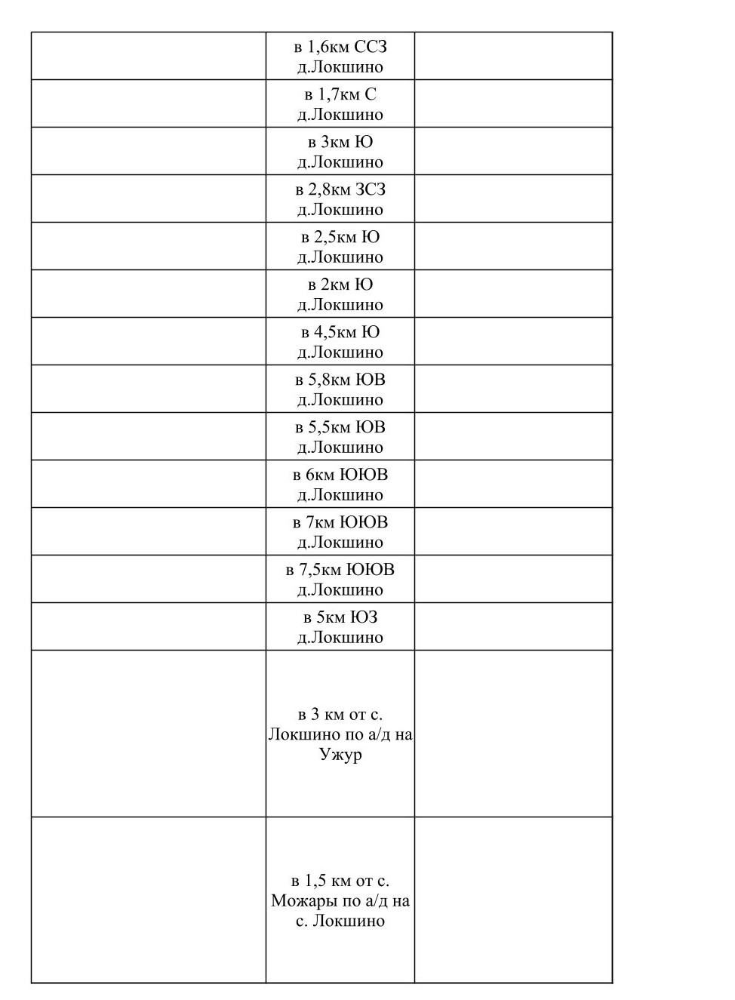 в 1,6км ССЗ
д.Локшино
в 1,7км С
д.Локшино
в 3км Ю
д.Локшино
в 2,8км ЗСЗ
д.Локшино
в 2,5км Ю
д.Локшино
в 2км Ю
д.Локшино
в 4,5км Ю
д.Локшино
в 5,8км ЮВ
д.Локшино
в 5,5км ЮВ
д.Локшино
в 6км ЮЮВ
д.Локшино
в 7км ЮЮВ
д.Локшино
в 7,5км ЮЮВ
д.Локшино
в 5км ЮЗ
д.Локшино
в 3 км от с.
Локшино по а/д на
Ужур
в 1,5 км от с.
Можары по а/д на
с. Локшино